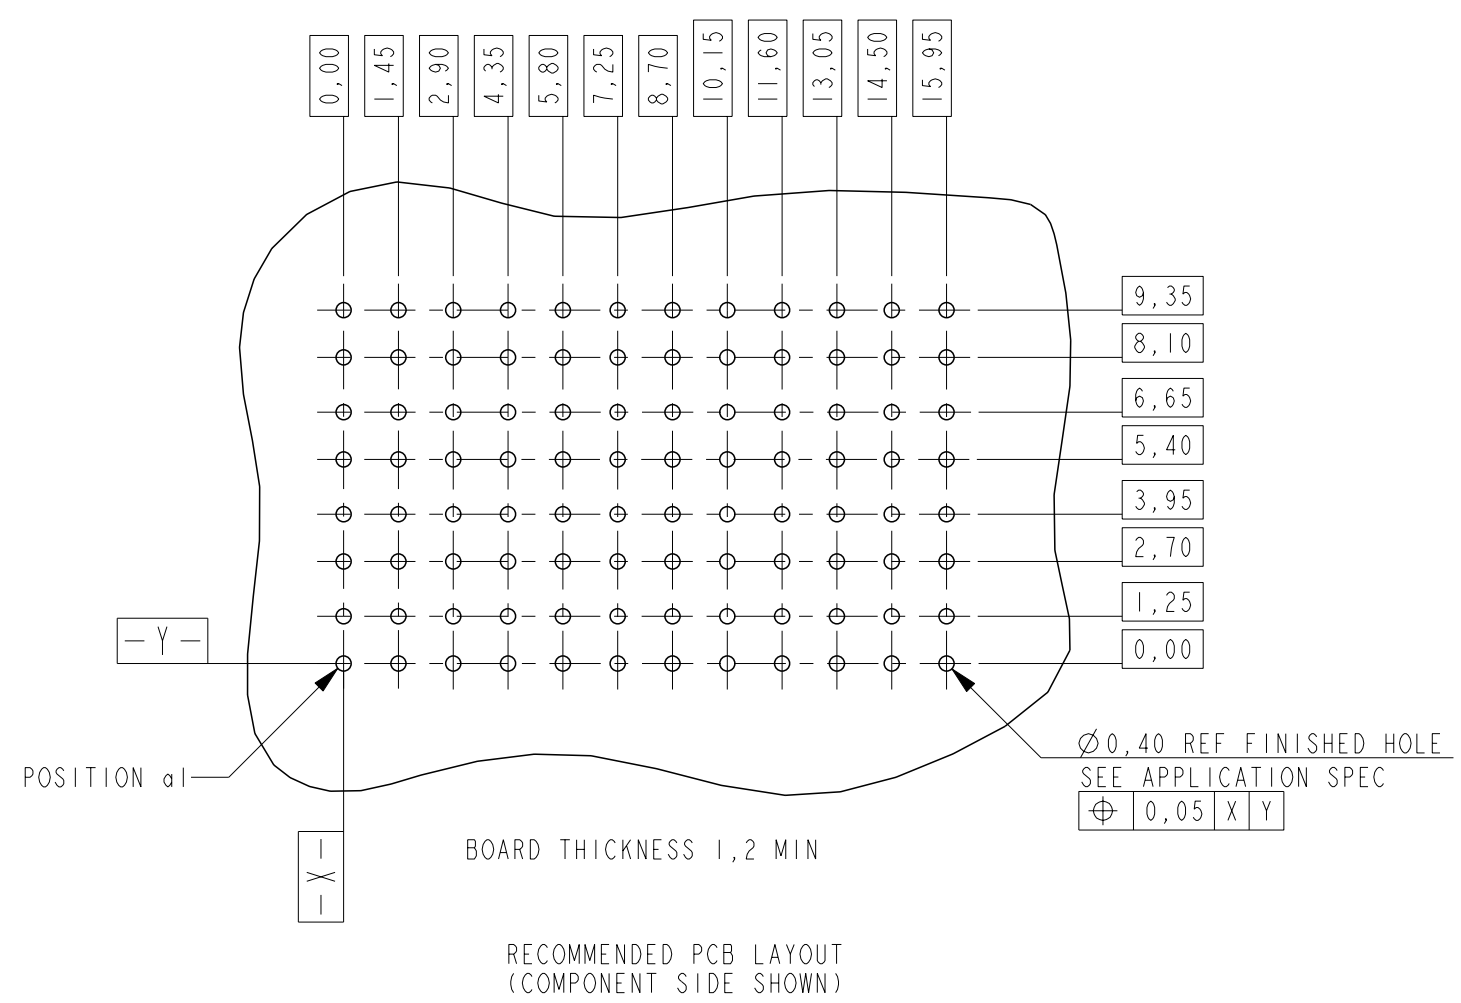 0,00
1,45
2,90
4,35
5,80
7,25
8,70
10,15
11,60
13,05
14,50
15,95
9,35
8,10
6,65
5,40
3,95
2,70
1,25
0,00
- Y -
POSITION a1
Ø0,40 REF FINISHED HOLE
SEE APPLICATION SPEC
⌖ 0,05 X Y
- X -
BOARD THICKNESS 1,2 MIN
RECOMMENDED PCB LAYOUT
(COMPONENT SIDE SHOWN)